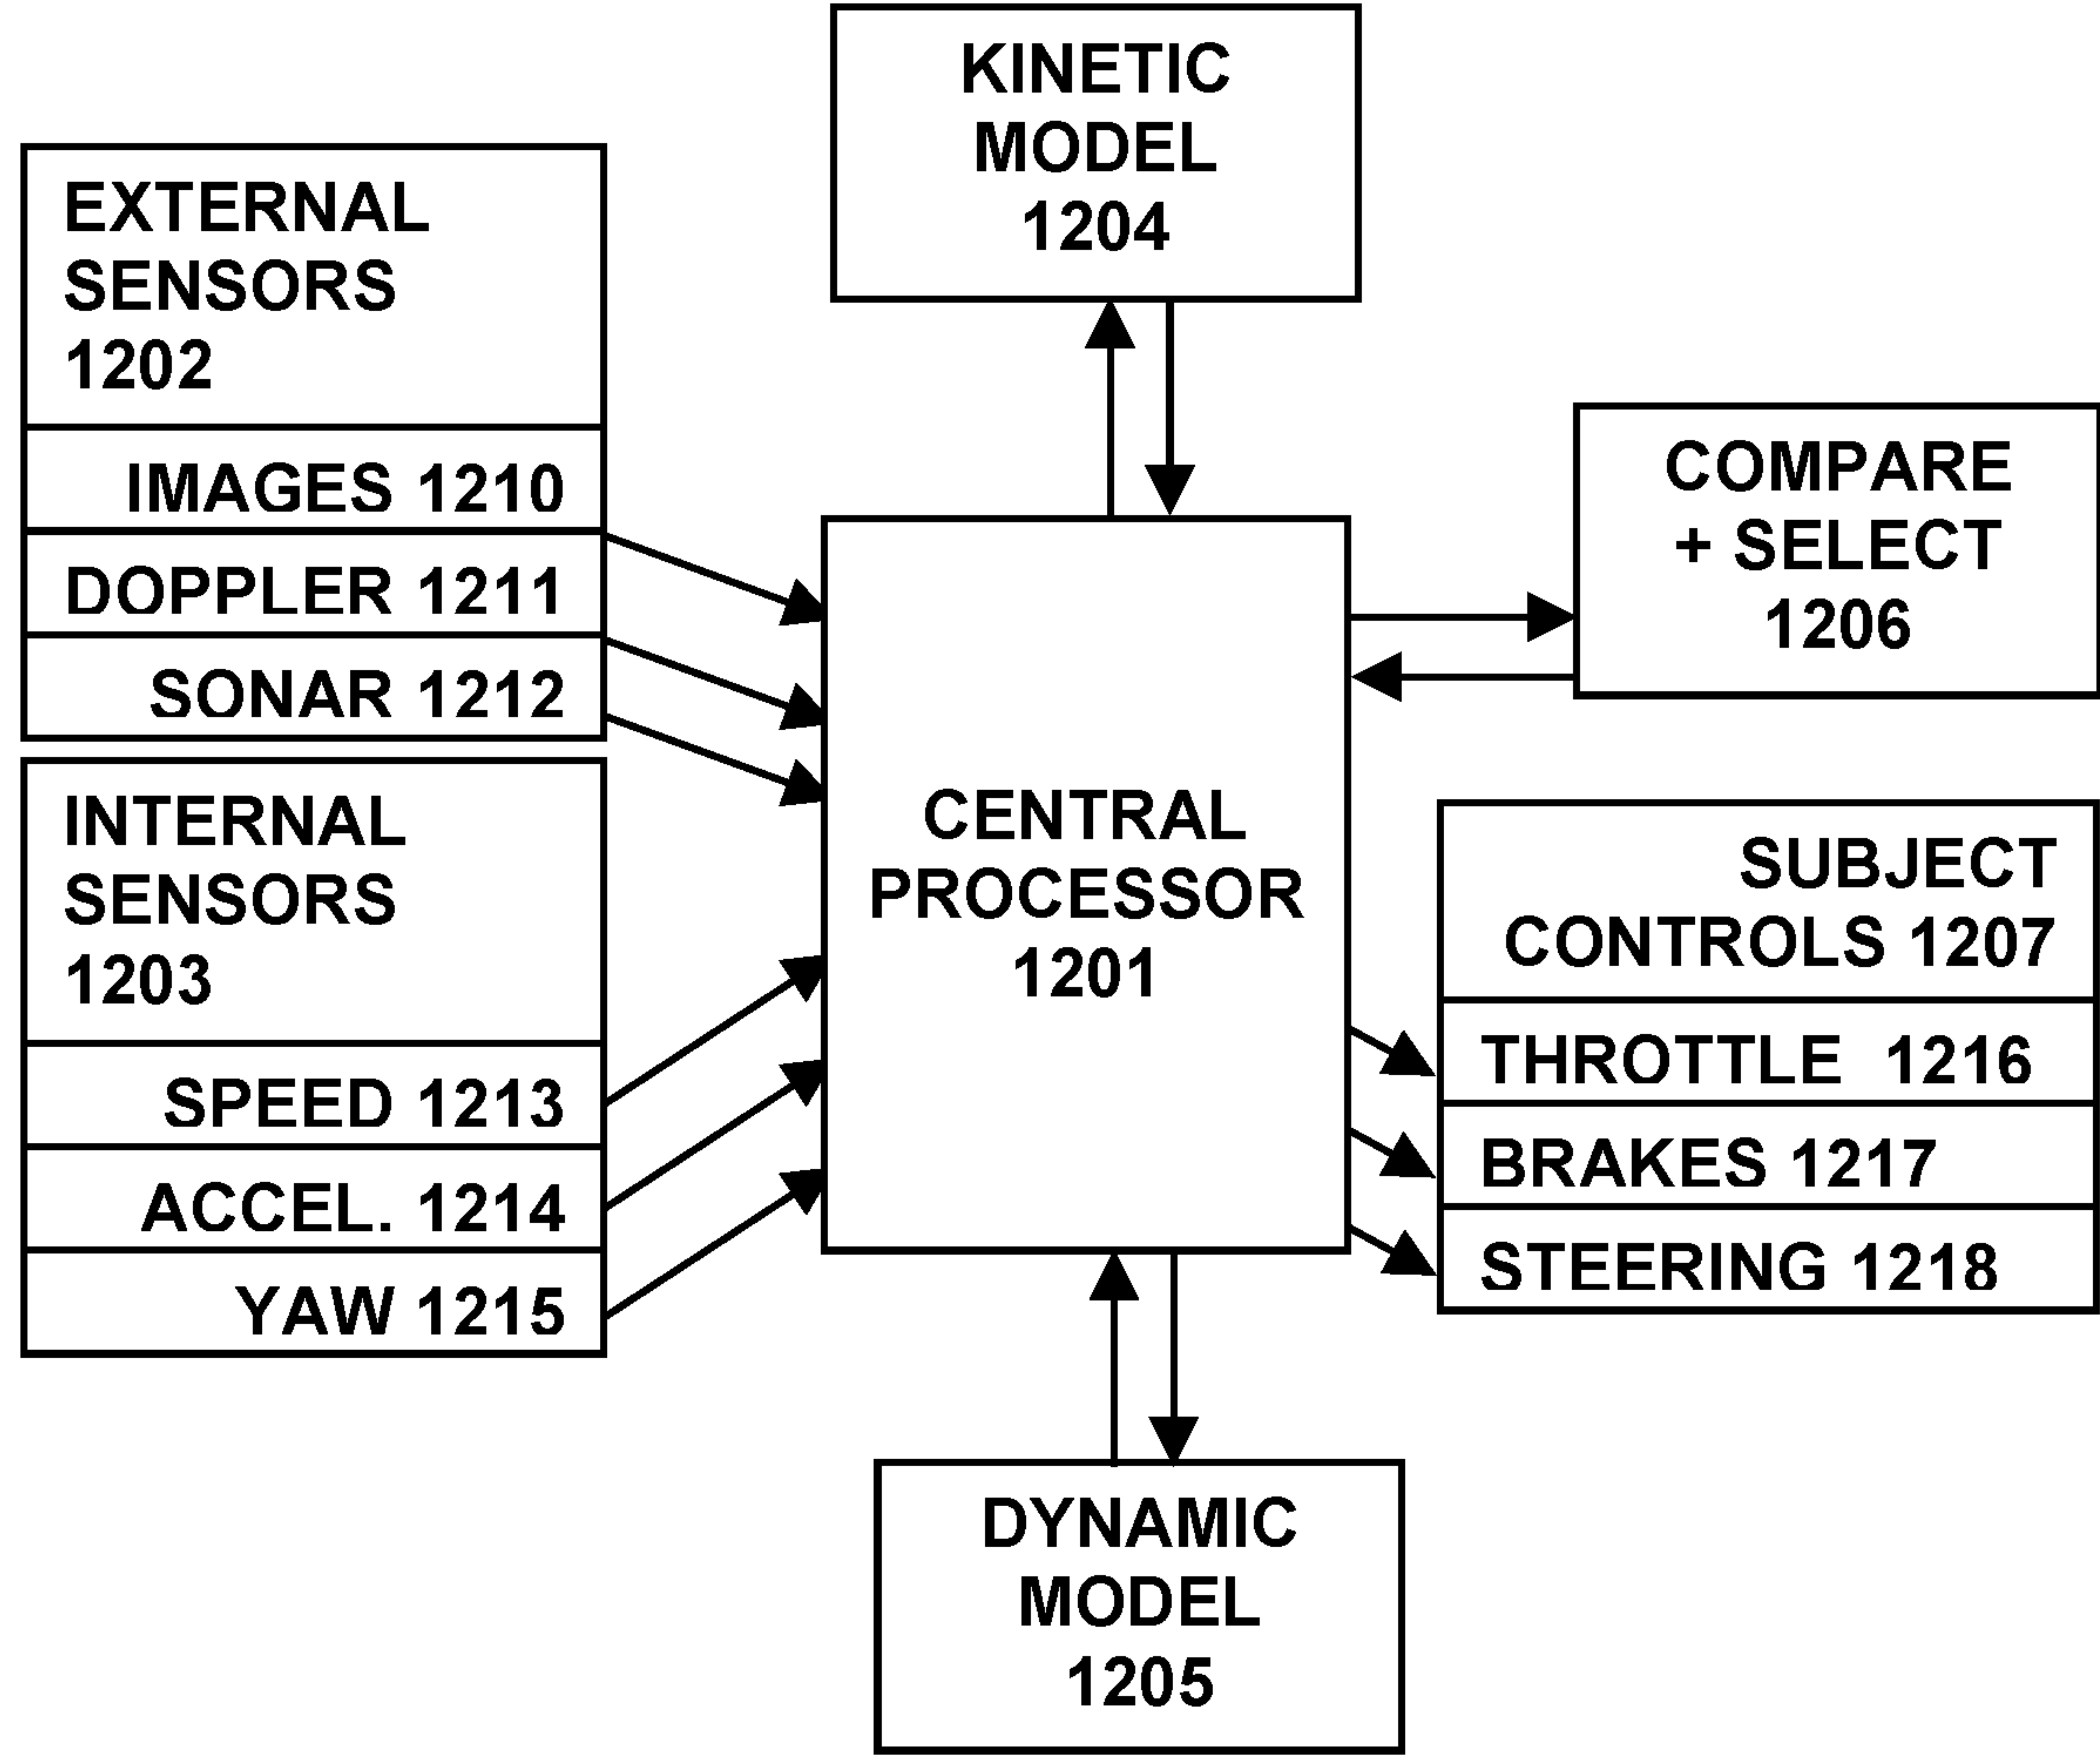 KINETIC
MODEL
1204
EXTERNAL
SENSORS
1202
IMAGES 1210
DOPPLER 1211
SONAR 1212
INTERNAL
SENSORS
1203
SPEED 1213
ACCEL. 1214
YAW 1215
CENTRAL
PROCESSOR
1201
COMPARE
+ SELECT
1206
SUBJECT
CONTROLS 1207
THROTTLE 1216
BRAKES 1217
STEERING 1218
DYNAMIC
MODEL
1205